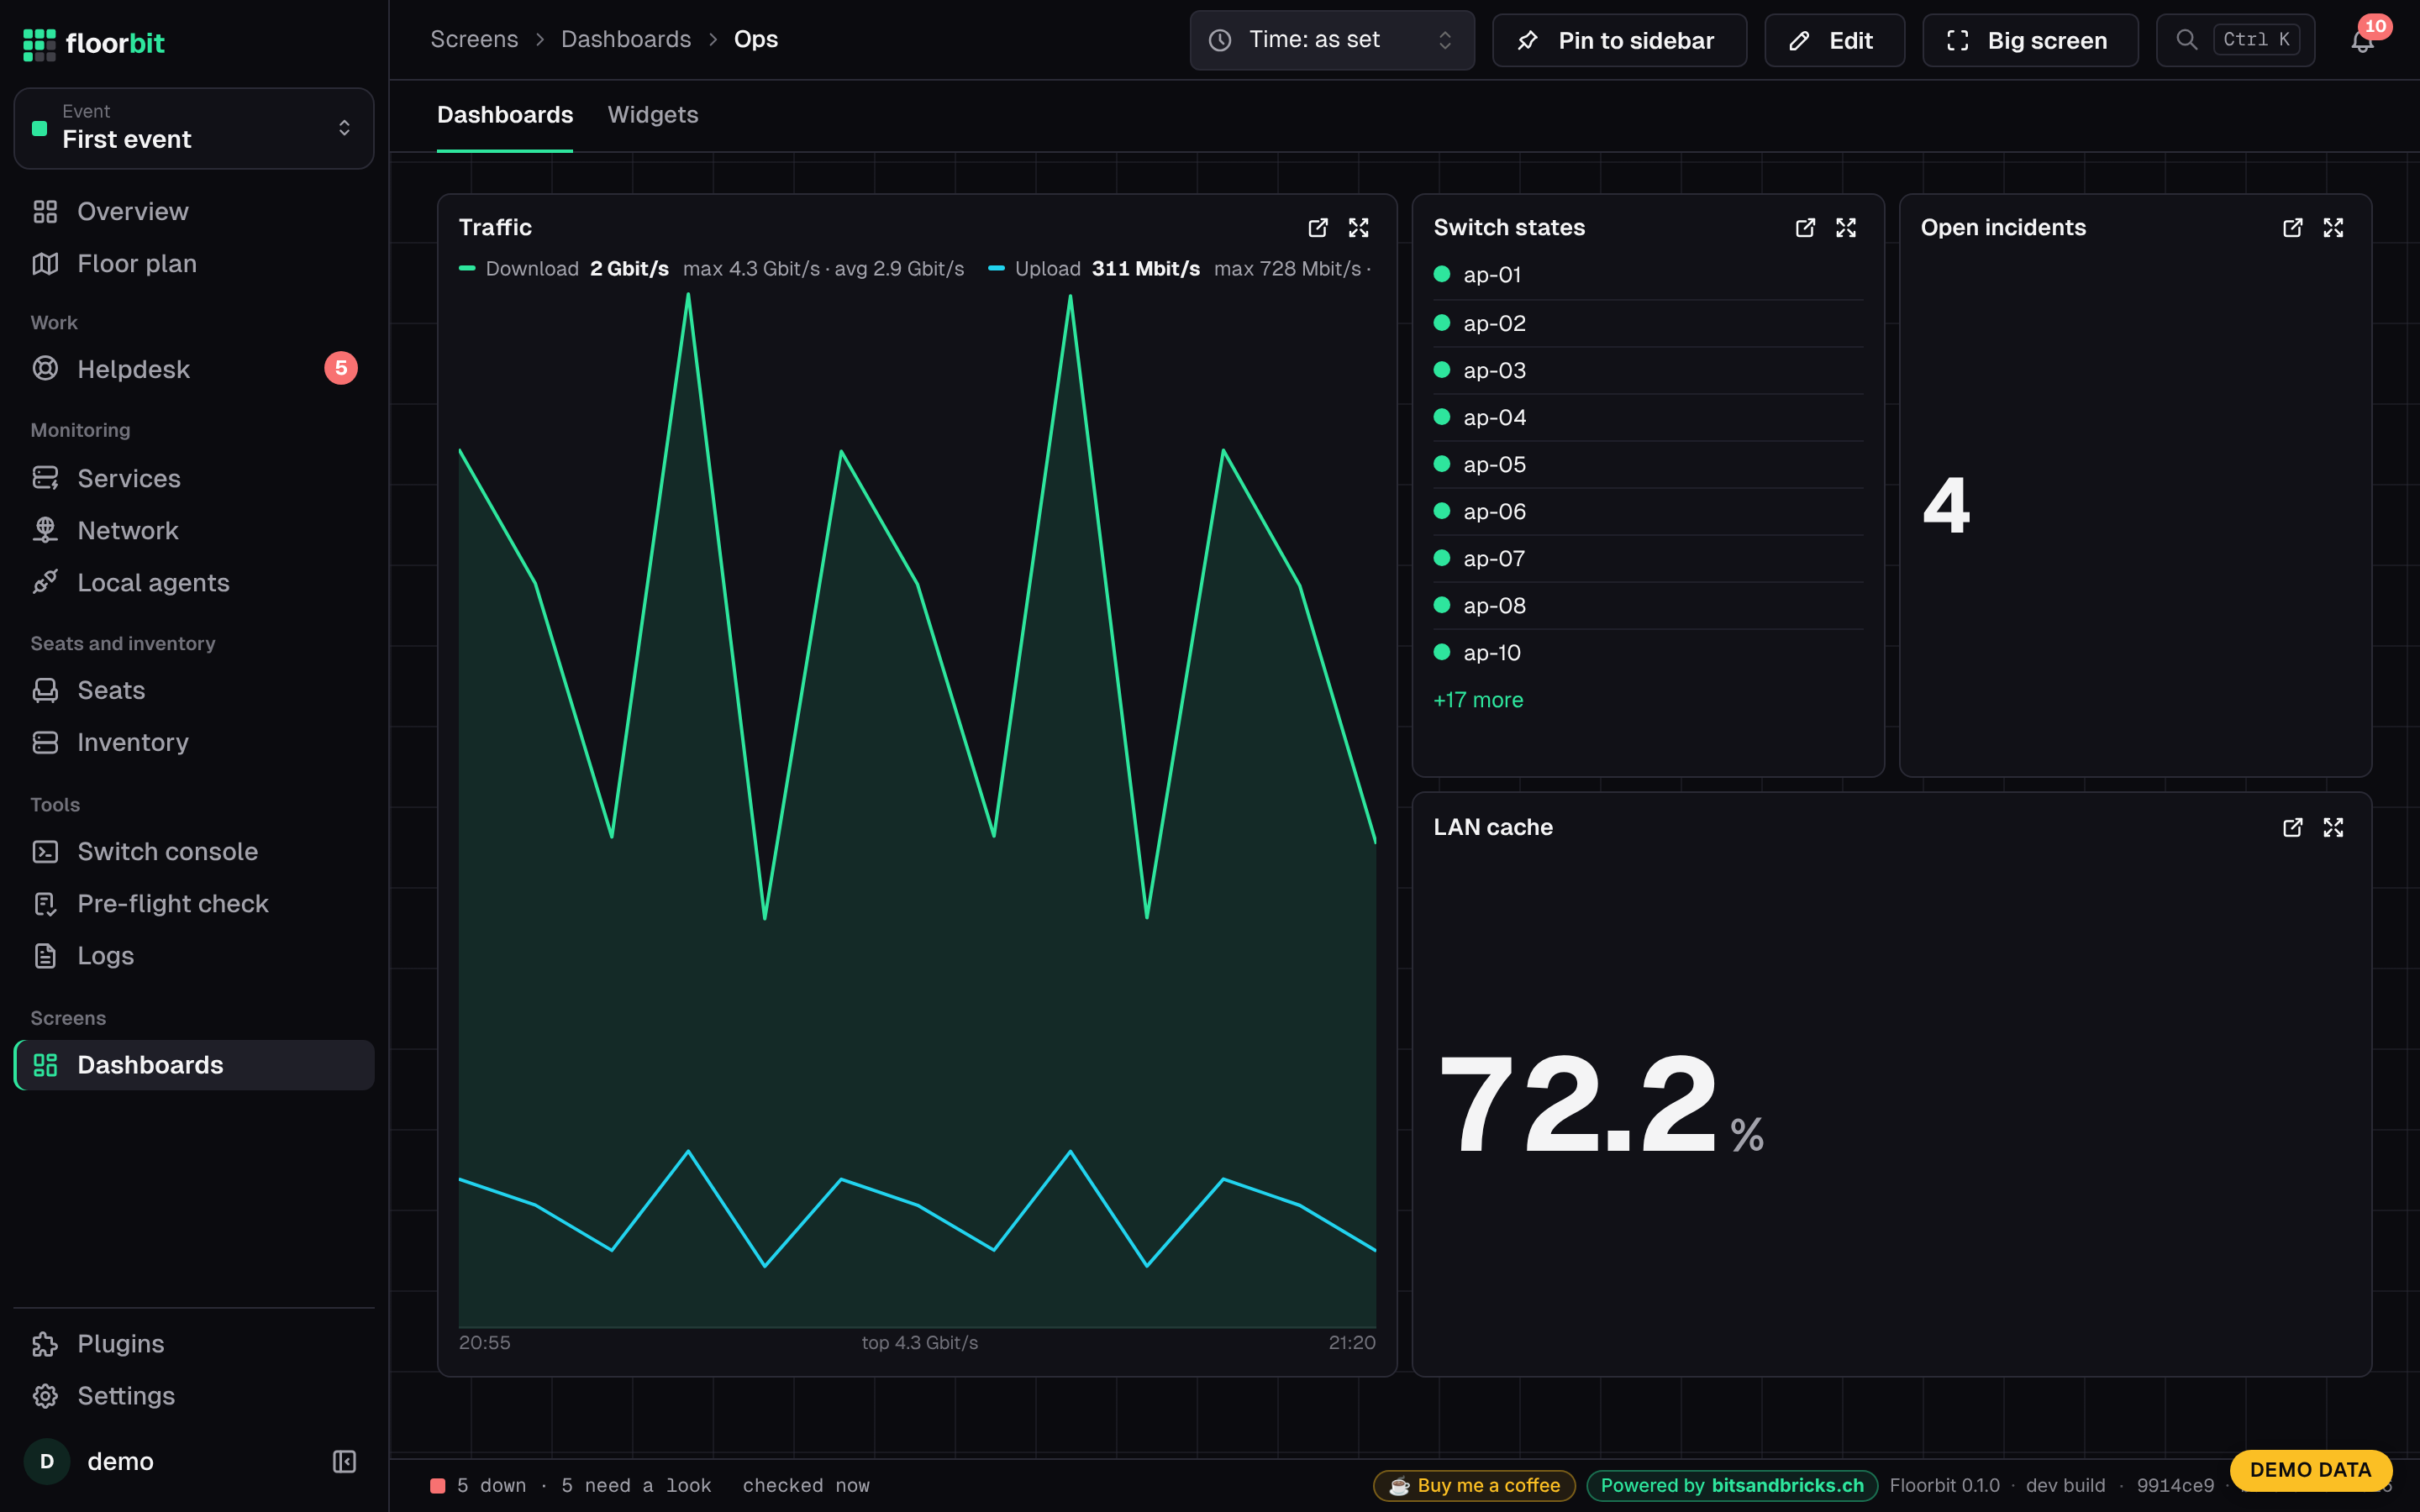 floorbit
Event
First event
Overview
Floor plan
Work
Helpdesk 5
Monitoring
Services
Network
Local agents
Seats and inventory
Seats
Inventory
Tools
Switch console
Pre-flight check
Logs
Screens
Dashboards
Plugins
Settings
D demo
Screens > Dashboards > Ops
Time: as set
Pin to sidebar
Edit
Big screen
Ctrl K
10
Dashboards Widgets
Traffic
Download 2 Gbit/s max 4.3 Gbit/s · avg 2.9 Gbit/s Upload 311 Mbit/s max 728 Mbit/s ·
20:55 top 4.3 Gbit/s 21:20
Switch states
ap-01
ap-02
ap-03
ap-04
ap-05
ap-06
ap-07
ap-08
ap-10
+17 more
Open incidents
4
LAN cache
72.2 %
5 down · 5 need a look checked now
Buy me a coffee
Powered by bitsandbricks.ch
Floorbit 0.1.0 · dev build · 9914ce9 ·
DEMO DATA